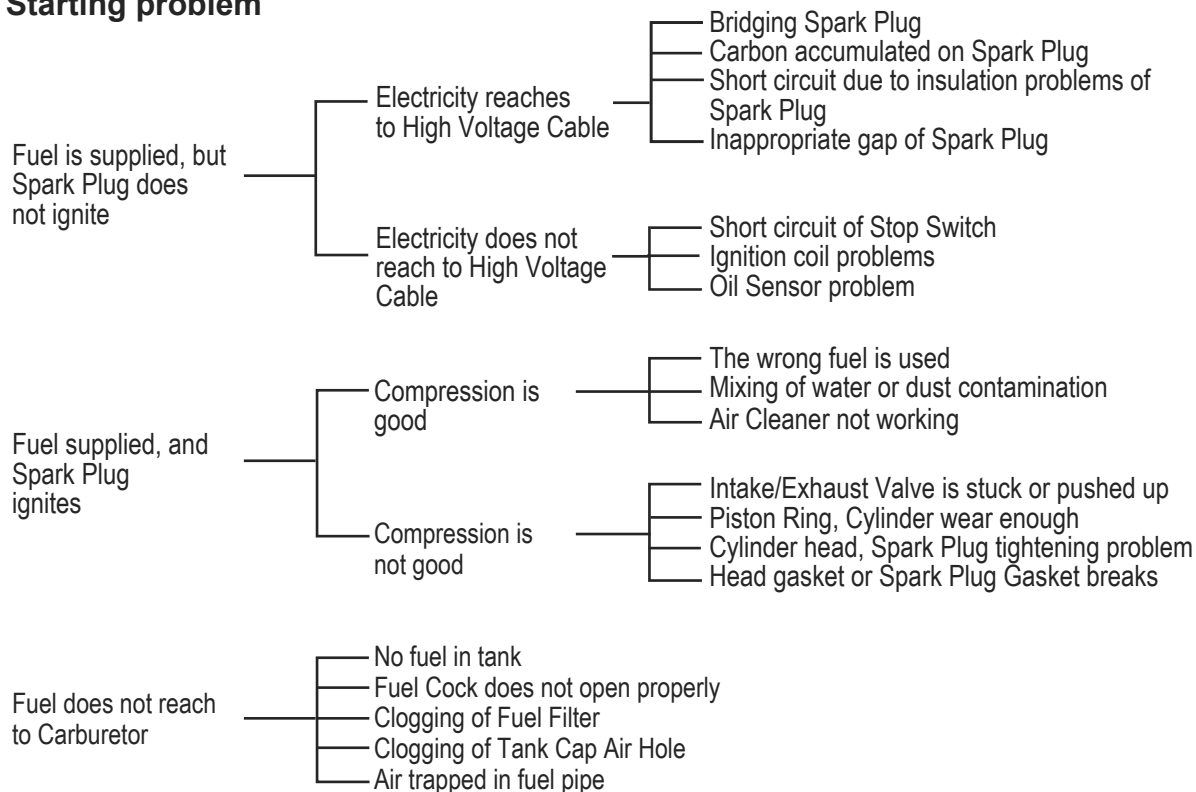 Starting problem
Fuel is supplied, but
Spark Plug does
not ignite
Electricity reaches
to High Voltage Cable
Bridging Spark Plug
Carbon accumulated on Spark Plug
Short circuit due to insulation problems of
Spark Plug
Inappropriate gap of Spark Plug
Electricity does not
reach to High Voltage
Cable
Short circuit of Stop Switch
Ignition coil problems
Oil Sensor problem
Fuel supplied, and
Spark Plug
ignites
Compression is
good
The wrong fuel is used
Mixing of water or dust contamination
Air Cleaner not working
Compression is
not good
Intake/Exhaust Valve is stuck or pushed up
Piston Ring, Cylinder wear enough
Cylinder head, Spark Plug tightening problem
Head gasket or Spark Plug Gasket breaks
Fuel does not reach
to Carburetor
No fuel in tank
Fuel Cock does not open properly
Clogging of Fuel Filter
Clogging of Tank Cap Air Hole
Air trapped in fuel pipe